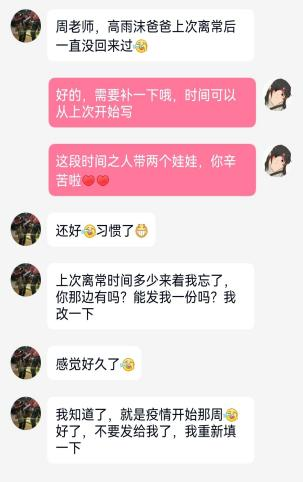 周老师，高雨沫爸爸上次离常后
一直没回来过😂
好的，需要补一下哦，时间可以
从上次开始写
这段时间之人带两个娃娃，你辛
苦啦❤️❤️
还好😂习惯了😁
上次离常时间多少来着我忘了，
你那边有吗？能发我一份吗？我
改一下
感觉好久了😂
我知道了，就是疫情开始那周😂
好了，不要发给我了，我重新填
一下